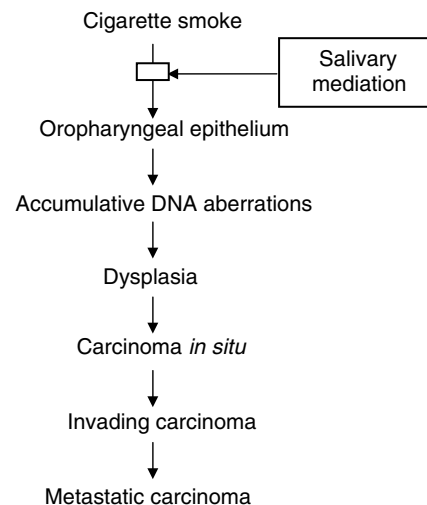 Cigarette smoke
Salivary
mediation
Oropharyngeal epithelium
Accumulative DNA aberrations
Dysplasia
Carcinoma in situ
Invading carcinoma
Metastatic carcinoma